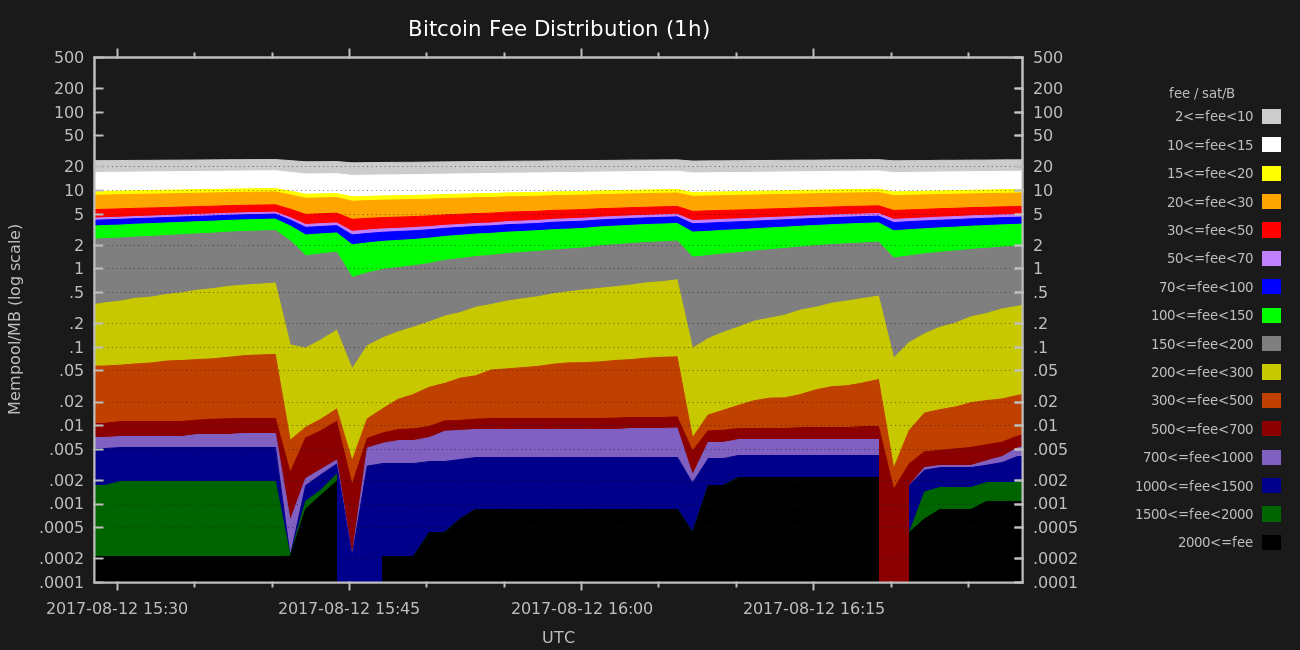 Bitcoin Fee Distribution (1h)
Mempool/MB (log scale)
500
200
100
50
20
10
5
2
1
.5
.2
.1
.05
.02
.01
.005
.002
.001
.0005
.0002
.0001
500
200
100
50
20
10
5
2
1
.5
.2
.1
.05
.02
.01
.005
.002
.001
.0005
.0002
.0001
2017-08-12 15:30
2017-08-12 15:45
2017-08-12 16:00
2017-08-12 16:15
UTC
fee / sat/B
2<=fee<10
10<=fee<15
15<=fee<20
20<=fee<30
30<=fee<50
50<=fee<70
70<=fee<100
100<=fee<150
150<=fee<200
200<=fee<300
300<=fee<500
500<=fee<700
700<=fee<1000
1000<=fee<1500
1500<=fee<2000
2000<=fee